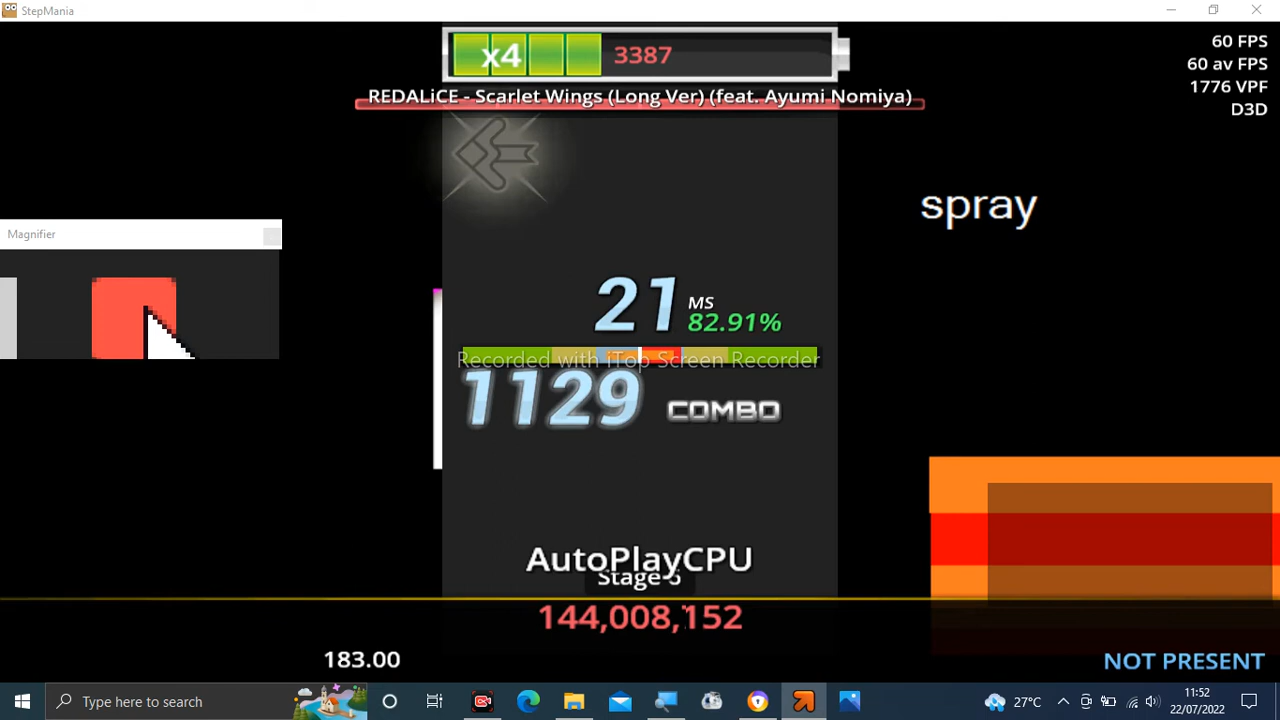 StepMania
x4 3387
60 FPS
60 av FPS
1776 VPF
D3D
REDALiCE - Scarlet Wings (Long Ver) (feat. Ayumi Nomiya)
spray
Magnifier
21 MS
82.91%
Recorded with iTop Screen Recorder
1129 COMBO
AutoPlayCPU
Stage 5
144,008,152
183.00
NOT PRESENT
Type here to search
27°C
11:52
22/07/2022